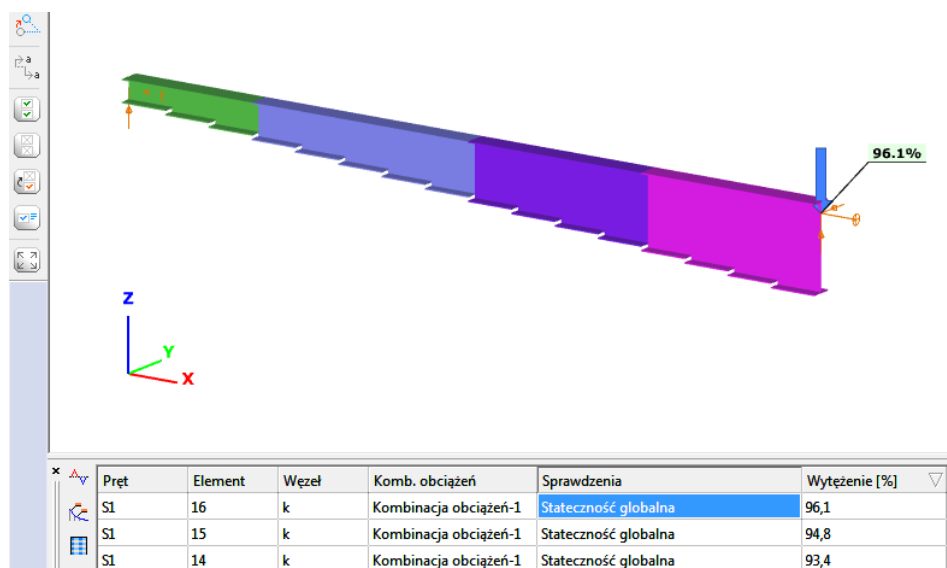 a
a
96.1%
Z
Y
X
Pręt Element Węzeł Komb. obciążeń Sprawdzenia Wytężenie [%]
S1 16 k Kombinacja obciążeń-1 Stateczność globalna 96,1
S1 15 k Kombinacja obciążeń-1 Stateczność globalna 94,8
S1 14 k Kombinacja obciążeń-1 Stateczność globalna 93,4